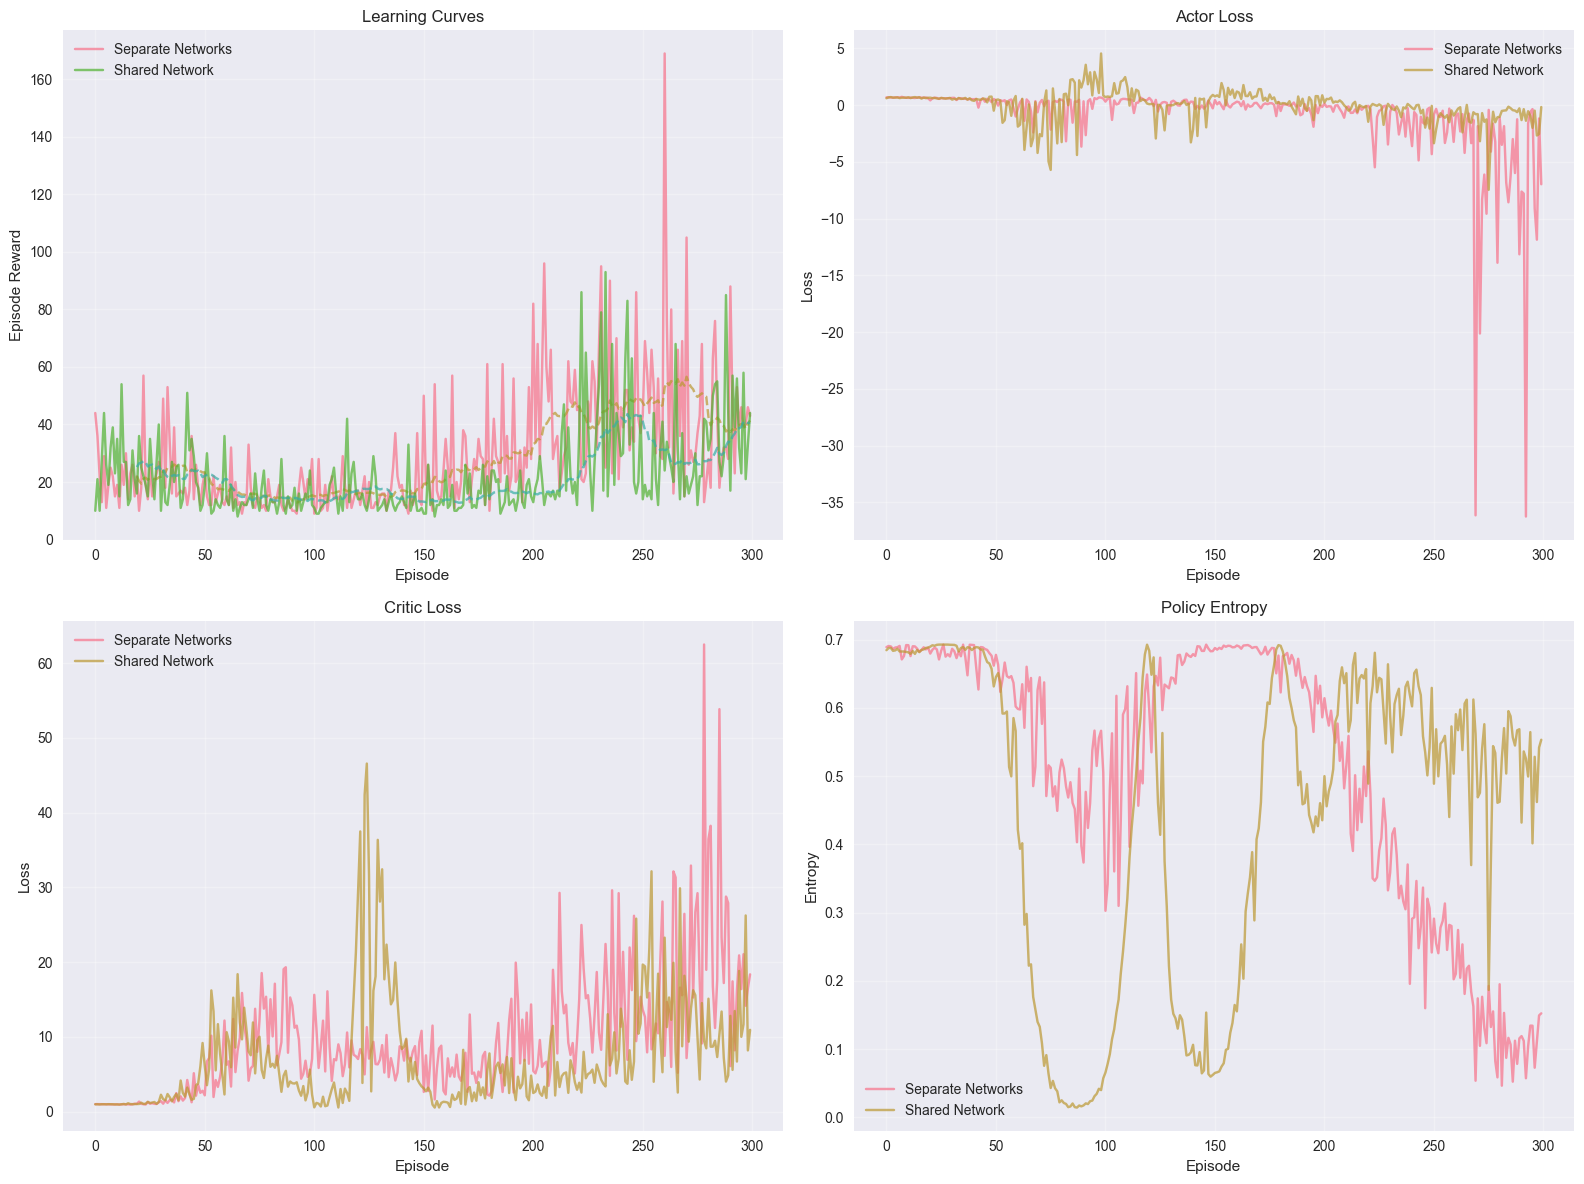 Learning Curves
Separate Networks
Shared Network
160
140
120
100
80
60
40
20
0
Episode Reward
0 50 100 150 200 250 300
Episode
Actor Loss
Separate Networks
Shared Network
5
0
−5
−10
−15
−20
−25
−30
−35
Loss
0 50 100 150 200 250 300
Episode
Critic Loss
Separate Networks
Shared Network
60
50
40
30
20
10
0
Loss
0 50 100 150 200 250 300
Episode
Policy Entropy
0.7
0.6
0.5
0.4
0.3
0.2
0.1
0.0
Entropy
Separate Networks
Shared Network
0 50 100 150 200 250 300
Episode